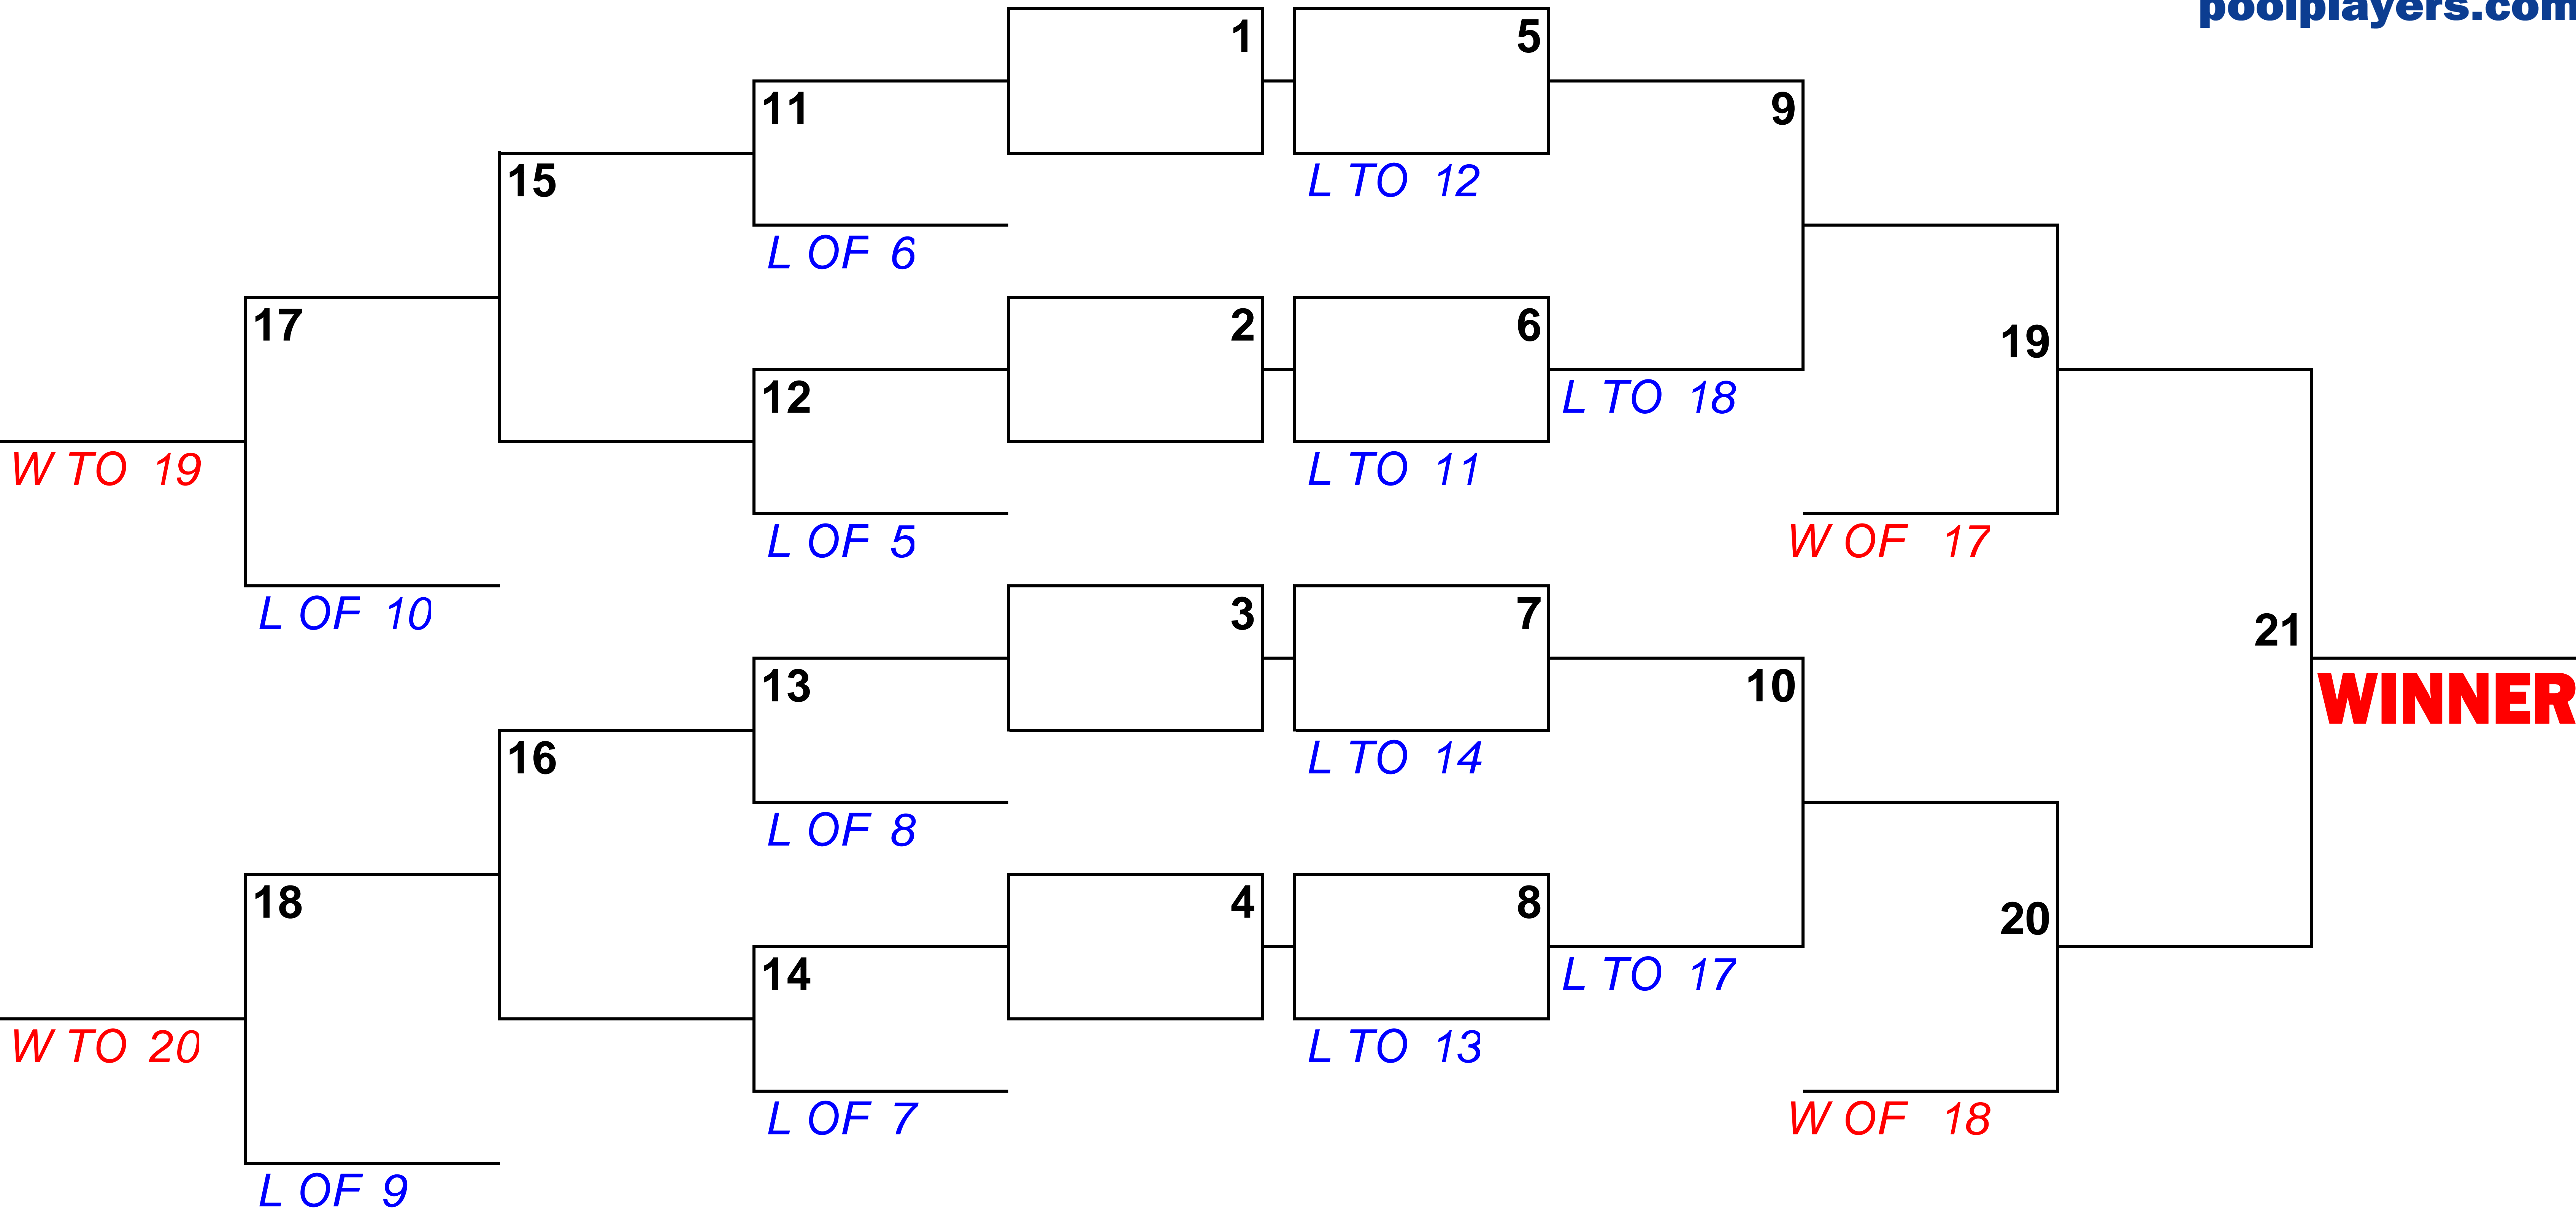 poolplayers.com
1 5
11 9
15 L TO 12
L OF 6
17 2 6 19
12 L TO 18
W TO 19 L TO 11
L OF 5 W OF 17
L OF 10 3 7 21
13 10 WINNER
16 L TO 14
L OF 8
18 4 8 20
14 L TO 17
W TO 20 L TO 13
L OF 7 W OF 18
L OF 9